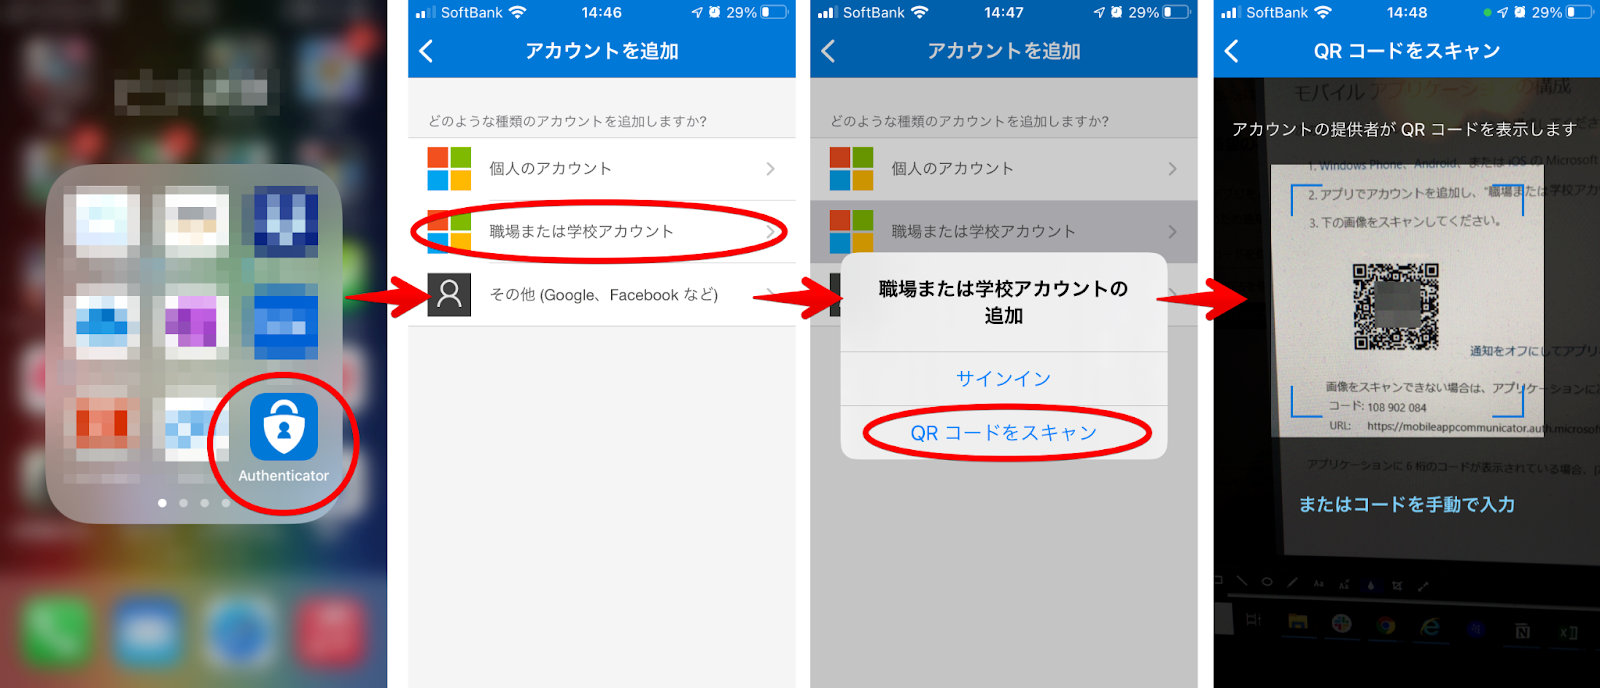 Authenticator
SoftBank 14:46 29%
アカウントを追加
どのような種類のアカウントを追加しますか?
個人のアカウント
職場または学校アカウント
その他 (Google、Facebook など)
SoftBank 14:47 29%
アカウントを追加
どのような種類のアカウントを追加しますか?
個人のアカウント
職場または学校アカウント
職場または学校アカウントの
追加
サインイン
QR コードをスキャン
SoftBank 14:48 29%
QR コードをスキャン
モバイル アプリケーションの構成
アカウントの提供者が QR コードを表示します
1. Windows Phone、Android、または iOS の Microsoft
2. アプリでアカウントを追加し、"職場または学校アカ
3. 下の画像をスキャンしてください。
通知をオフにしてアプリ
画像をスキャンできない場合は、アプリケーションに
コード: 108 902 084
URL: https://mobileappcommunicator.auth.microsof
アプリケーションに 6 桁のコードが表示されている場合、
またはコードを手動で入力